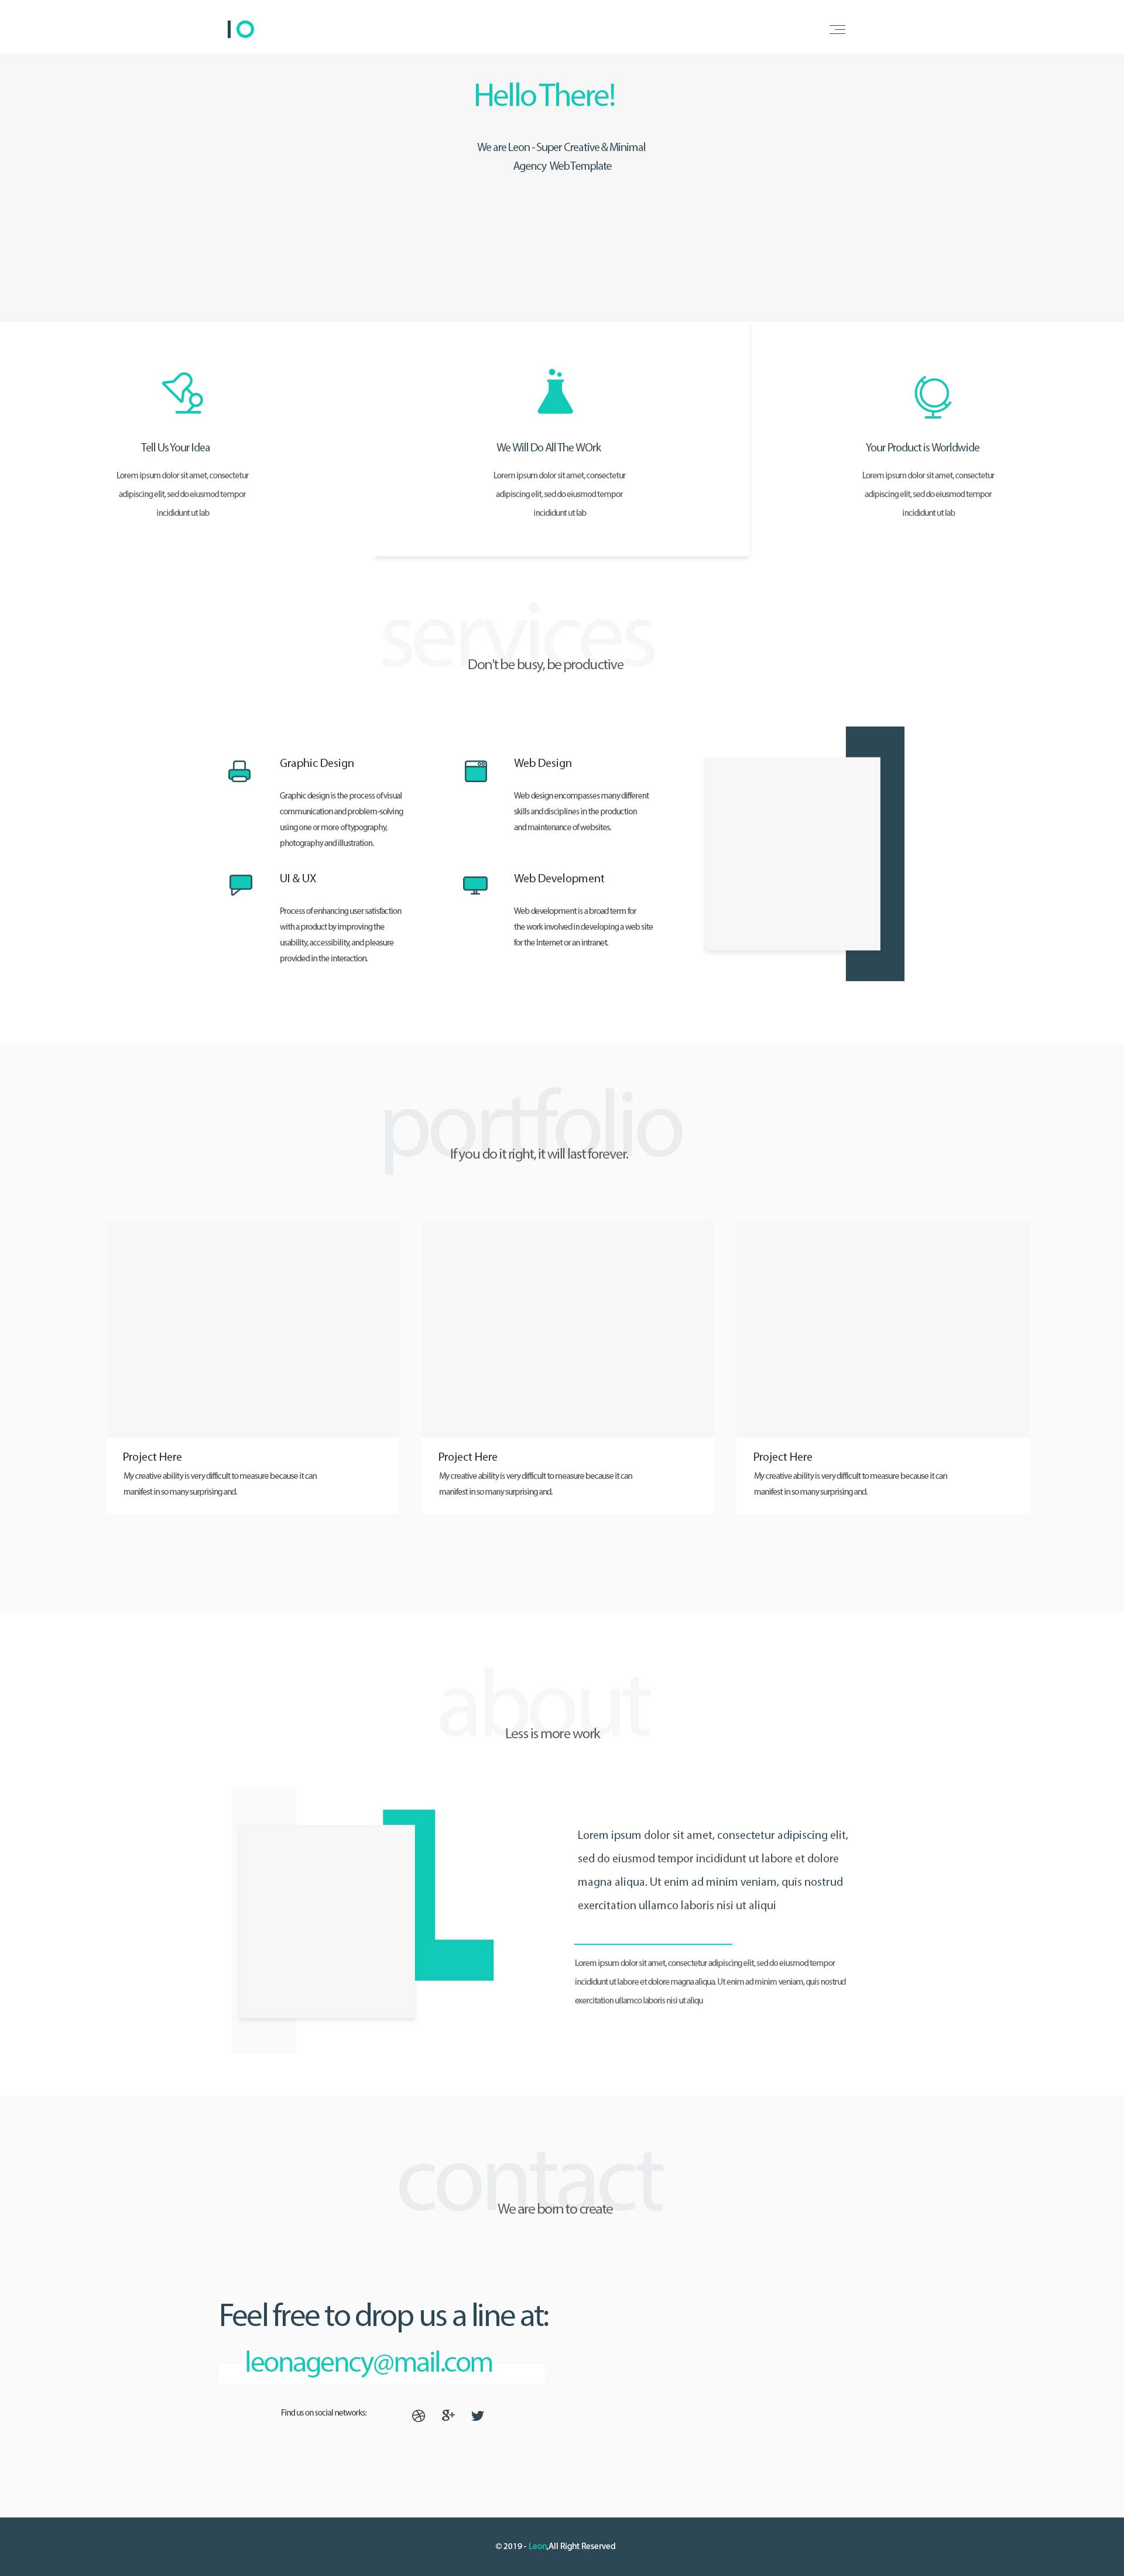 IO
Hello There!
We are Leon - Super Creative & Minimal
Agency Web Template
Tell Us Your Idea
Lorem ipsum dolor sit amet, consectetur
adipiscing elit, sed do eiusmod tempor
incididunt ut lab
We Will Do All The WOrk
Lorem ipsum dolor sit amet, consectetur
adipiscing elit, sed do eiusmod tempor
incididunt ut lab
Your Product is Worldwide
Lorem ipsum dolor sit amet, consectetur
adipiscing elit, sed do eiusmod tempor
incididunt ut lab
services
Don't be busy, be productive
Graphic Design
Graphic design is the process of visual
communication and problem-solving
using one or more of typography,
photography and illustration.
Web Design
Web design encompasses many different
skills and disciplines in the production
and maintenance of websites.
UI & UX
Process of enhancing user satisfaction
with a product by improving the
usability, accessibility, and pleasure
provided in the interaction.
Web Development
Web development is a broad term for
the work involved in developing a web site
for the Internet or an intranet.
portfolio
If you do it right, it will last forever.
Project Here
My creative ability is very difficult to measure because it can
manifest in so many surprising and.
Project Here
My creative ability is very difficult to measure because it can
manifest in so many surprising and.
Project Here
My creative ability is very difficult to measure because it can
manifest in so many surprising and.
about
Less is more work
Lorem ipsum dolor sit amet, consectetur adipiscing elit,
sed do eiusmod tempor incididunt ut labore et dolore
magna aliqua. Ut enim ad minim veniam, quis nostrud
exercitation ullamco laboris nisi ut aliqui
Lorem ipsum dolor sit amet, consectetur adipiscing elit, sed do eiusmod tempor
incididunt ut labore et dolore magna aliqua. Ut enim ad minim veniam, quis nostrud
exercitation ullamco laboris nisi ut aliqu
contact
We are born to create
Feel free to drop us a line at:
leonagency@mail.com
Find us on social networks:
g+
© 2019 - Leon,All Right Reserved